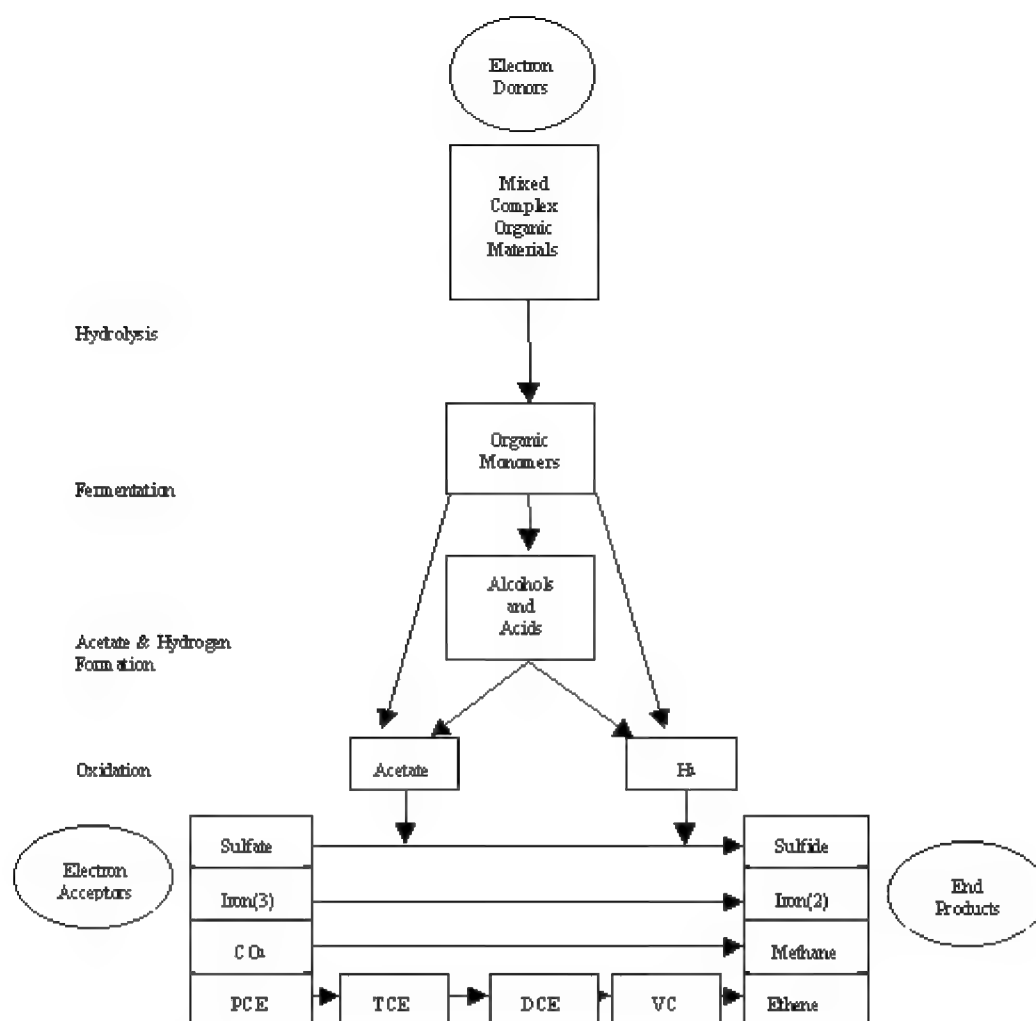 Electron
Donors
Mixed
Complex
Organic
Materials
Hydrolysis
Organic
Monomers
Fermentation
Alcohols
and
Acids
Acetate & Hydrogen
Formation
Oxidation
Acetate
H₂
Electron
Acceptors
Sulfate
Sulfide
Iron(3)
Iron(2)
CO₂
Methane
PCE
TCE
DCE
VC
Ethene
End
Products